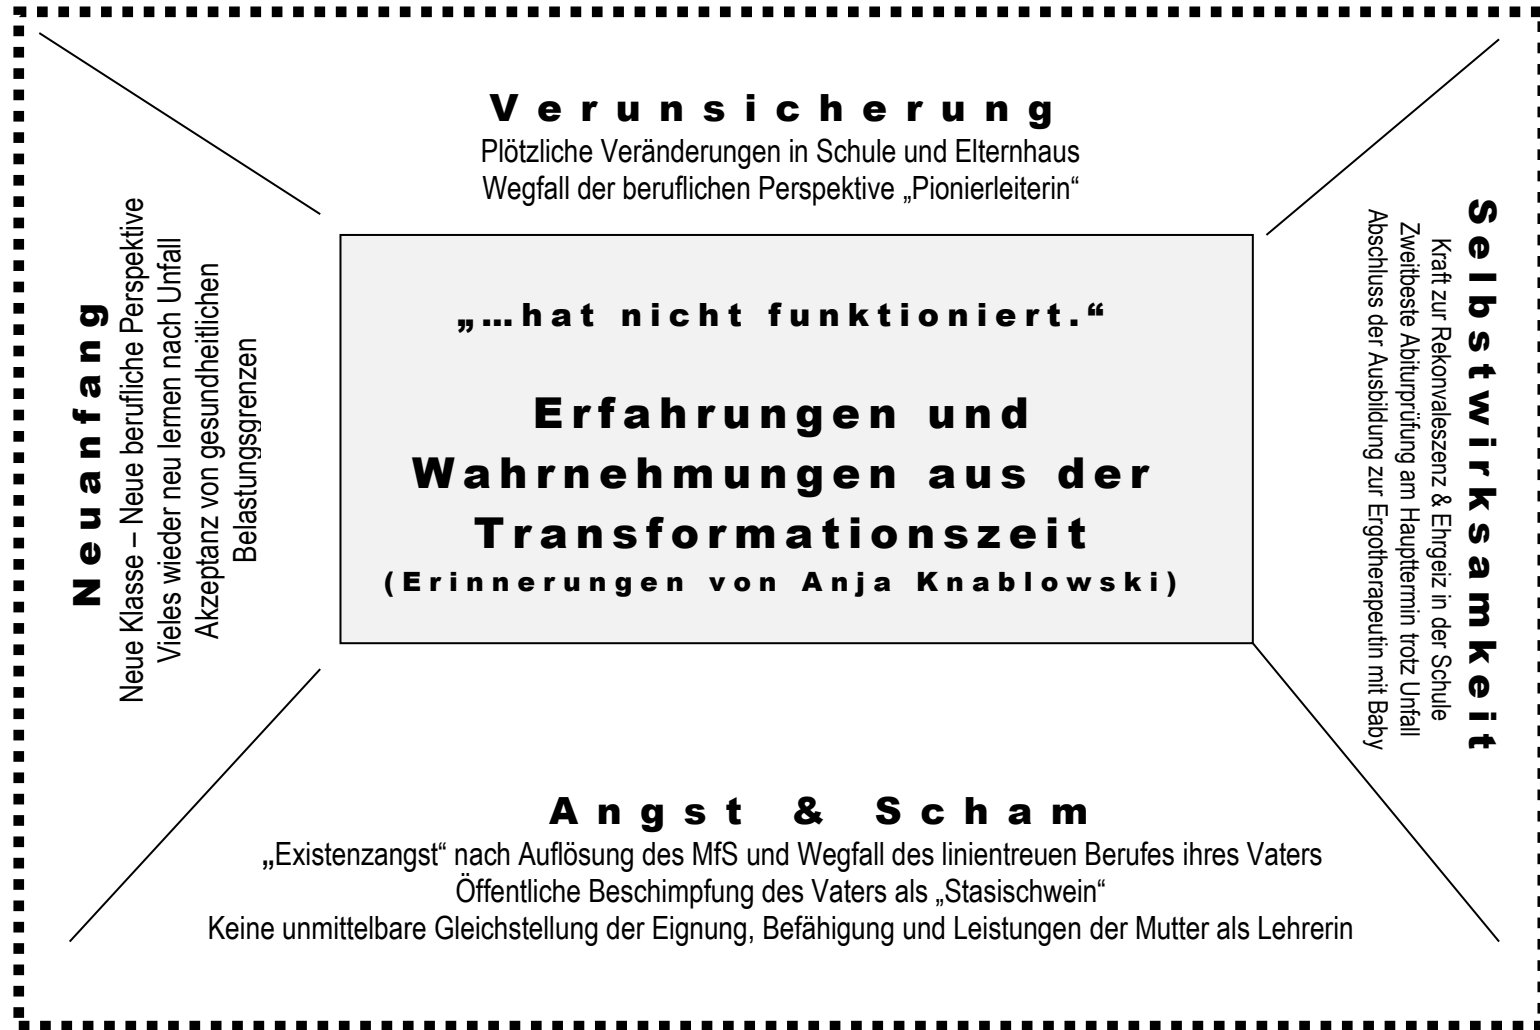 Verunsicherung
Plötzliche Veränderungen in Schule und Elternhaus
Wegfall der beruflichen Perspektive „Pionierleiterin“
Neuanfang
Neue Klasse – Neue berufliche Perspektive
Vieles wieder neu lernen nach Unfall
Akzeptanz von gesundheitlichen
Belastungsgrenzen
„…hat nicht funktioniert.“
Erfahrungen und
Wahrnehmungen aus der
Transformationszeit
(Erinnerungen von Anja Knablowski)
Selbstwirksamkeit
Kraft zur Rekonvaleszenz & Ehrgeiz in der Schule
Zweitbeste Abiturprüfung am Haupttermin trotz Unfall
Abschluss der Ausbildung zur Ergotherapeutin mit Baby
Angst & Scham
„Existenzangst“ nach Auflösung des MfS und Wegfall des linientreuen Berufes ihres Vaters
Öffentliche Beschimpfung des Vaters als „Stasischwein“
Keine unmittelbare Gleichstellung der Eignung, Befähigung und Leistungen der Mutter als Lehrerin